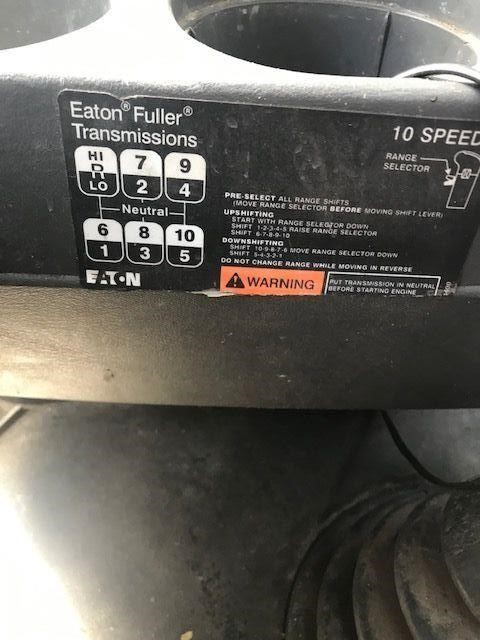 Eaton® Fuller®
Transmissions
10 SPEED
RANGE
SELECTOR
HI 7 9
R
LO 2 4
Neutral
6 8 10
1 3 5
PRE-SELECT ALL RANGE SHIFTS
(MOVE RANGE SELECTOR BEFORE MOVING SHIFT LEVER)
UPSHIFTING
START WITH RANGE SELECTOR DOWN
SHIFT 1-2-3-4-5 RAISE RANGE SELECTOR
SHIFT 6-7-8-9-10
DOWNSHIFTING
SHIFT 10-9-8-7-6 MOVE RANGE SELECTOR DOWN
SHIFT 5-4-3-2-1
DO NOT CHANGE RANGE WHILE MOVING IN REVERSE
EATON
WARNING
PUT TRANSMISSION IN NEUTRAL
BEFORE STARTING ENGINE